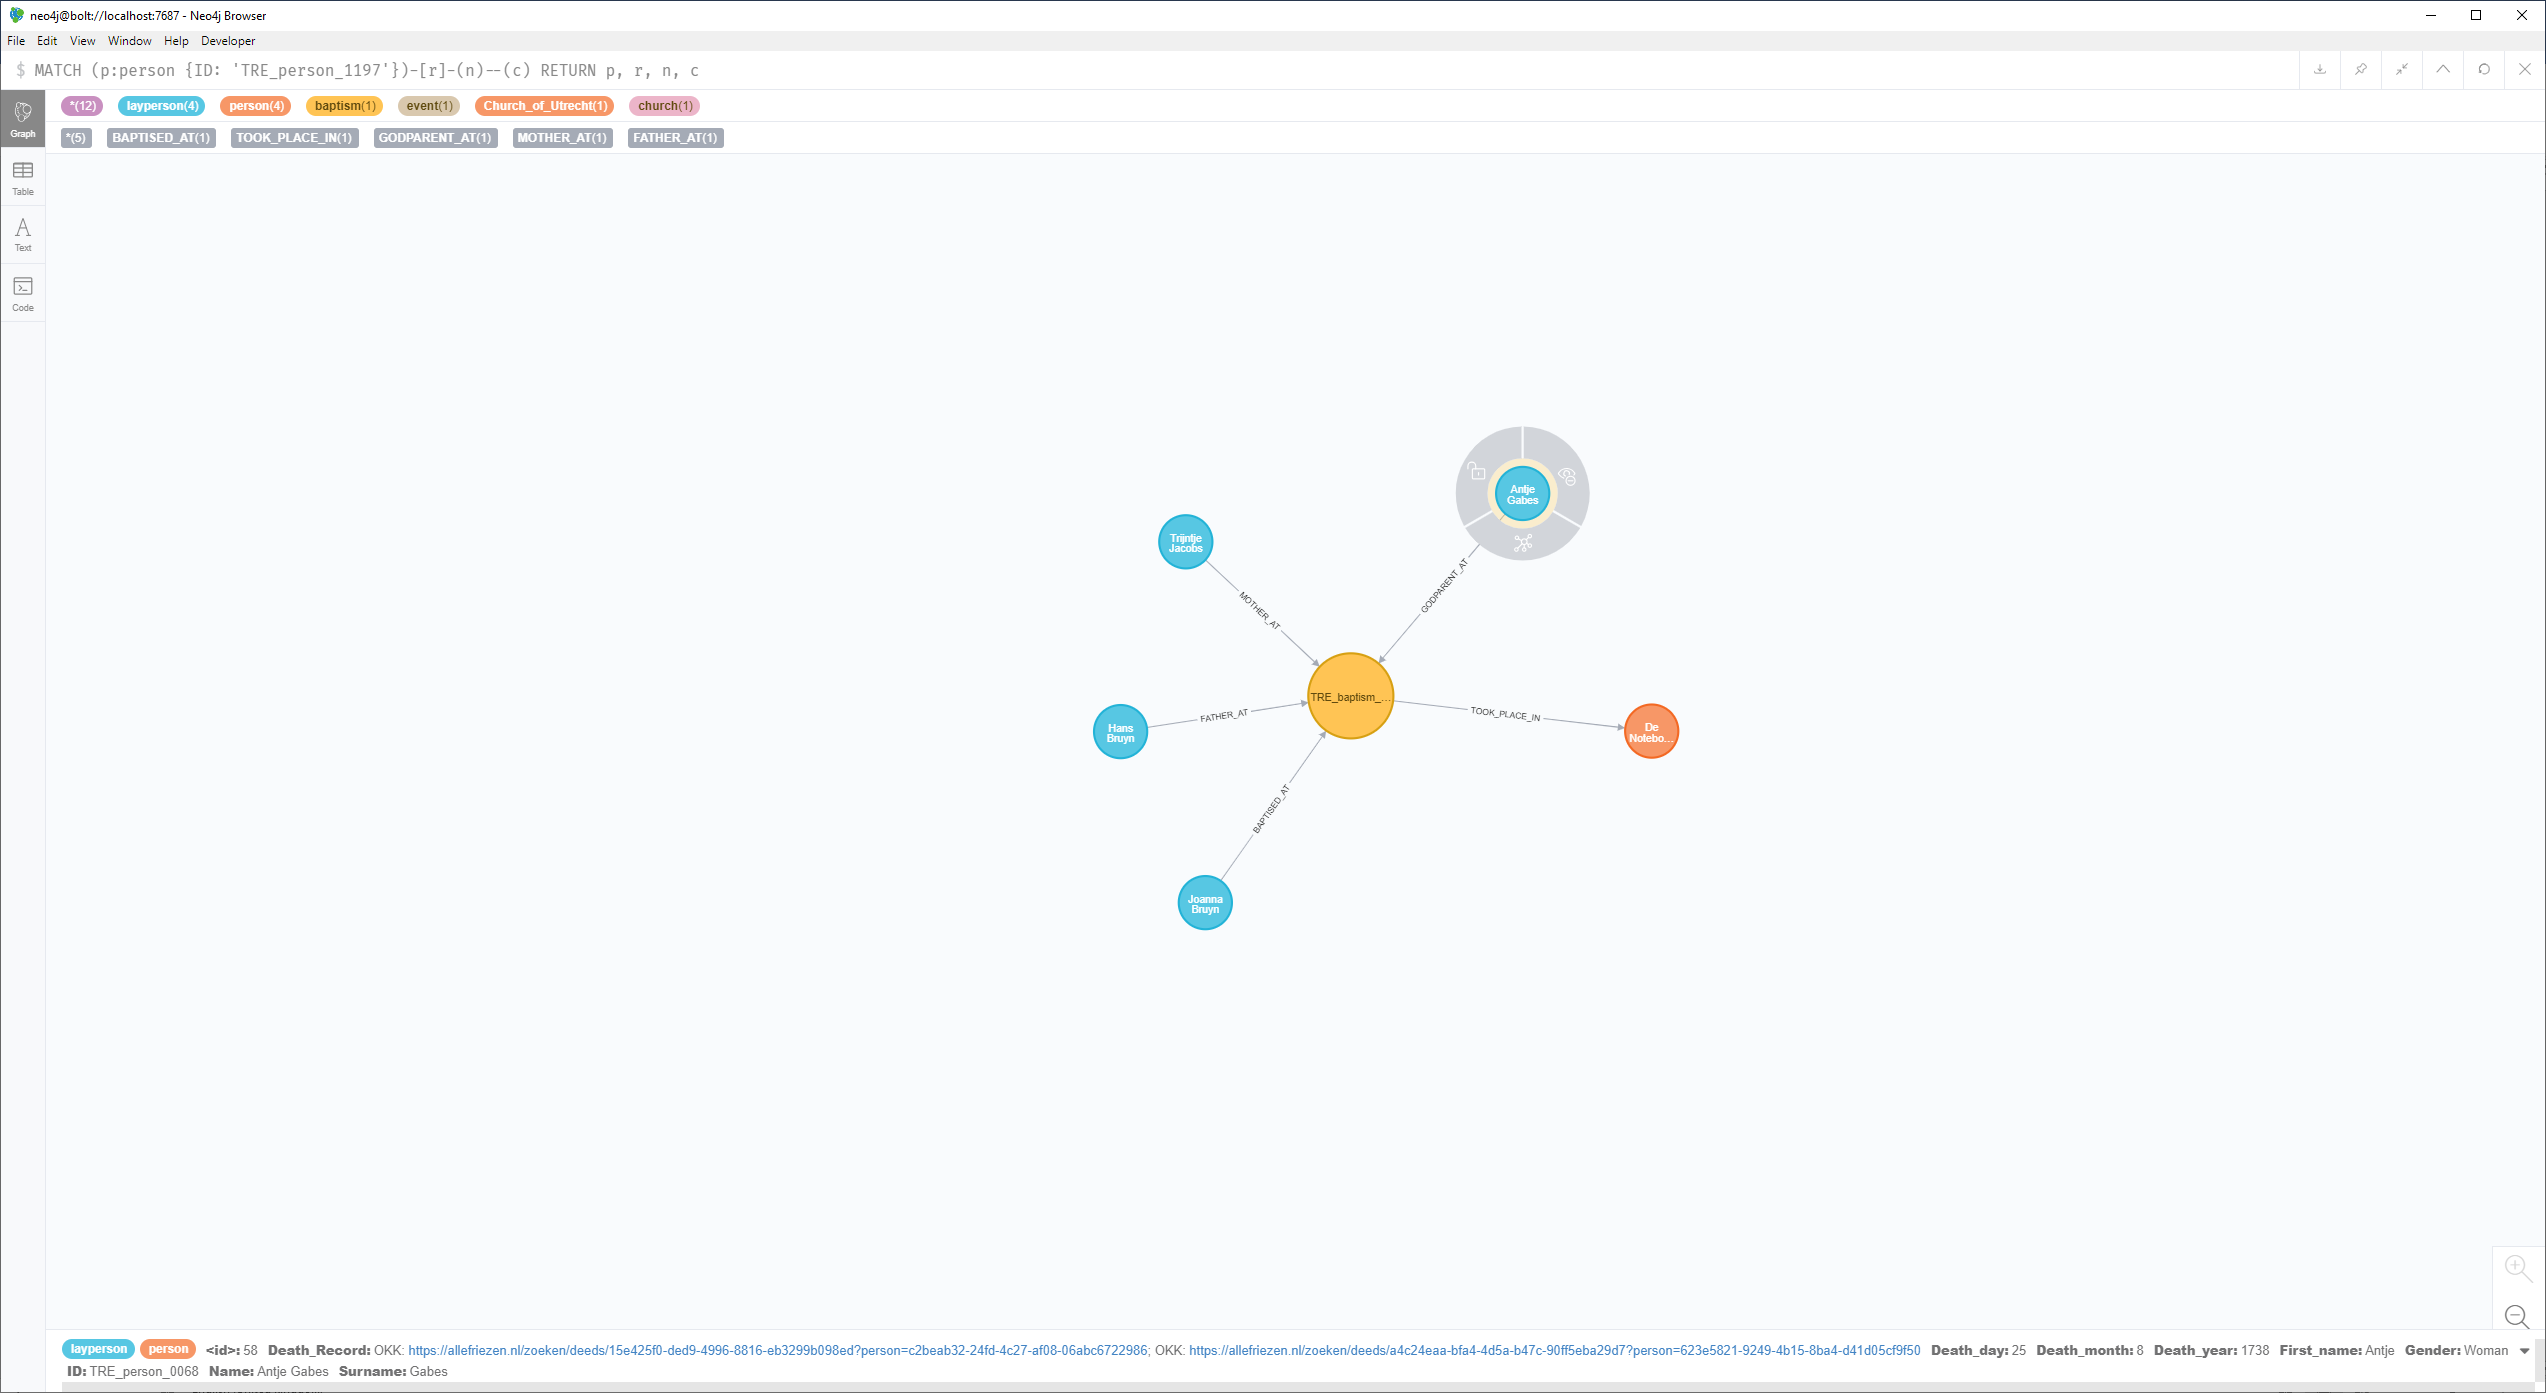 neo4j@bolt://localhost:7687 - Neo4j Browser
File Edit View Window Help Developer
$ MATCH (p:person {ID: 'TRE_person_1197'})-[r]-(n)--(c) RETURN p, r, n, c
*(12) layperson(4) person(4) baptism(1) event(1) Church_of_Utrecht(1) church(1)
*(5) BAPTISED_AT(1) TOOK_PLACE_IN(1) GODPARENT_AT(1) MOTHER_AT(1) FATHER_AT(1)
Graph
Table
Text
Code
Antje
Gabes
Trijntje
Jacobs
MOTHER_AT
GODPARENT_AT
TRE_baptism_...
FATHER_AT
TOOK_PLACE_IN
Hans
Bruyn
De
Notebo...
BAPTISED_AT
Joanna
Bruyn
layperson person <id>: 58 Death_Record: OKK: https://allefriezen.nl/zoeken/deeds/15e425f0-ded9-4996-8816-eb3299b098ed?person=c2beab32-24fd-4c27-af08-06abc6722986; OKK: https://allefriezen.nl/zoeken/deeds/a4c24eaa-bfa4-4d5a-b47c-90ff5eba29d7?person=623e5821-9249-4b15-8ba4-d41d05cf9f50 Death_day: 25 Death_month: 8 Death_year: 1738 First_name: Antje Gender: Woman
ID: TRE_person_0068 Name: Antje Gabes Surname: Gabes